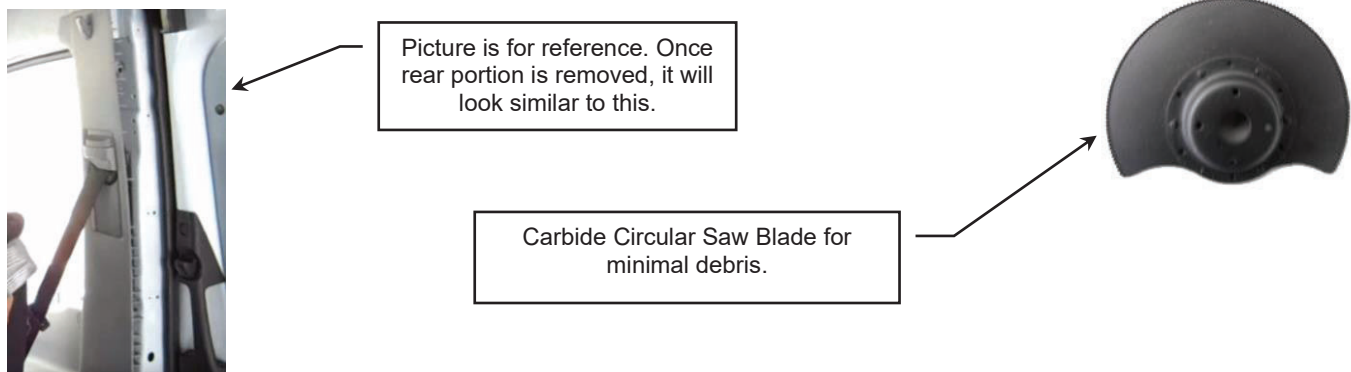 Picture is for reference. Once
rear portion is removed, it will
look similar to this.
Carbide Circular Saw Blade for
minimal debris.